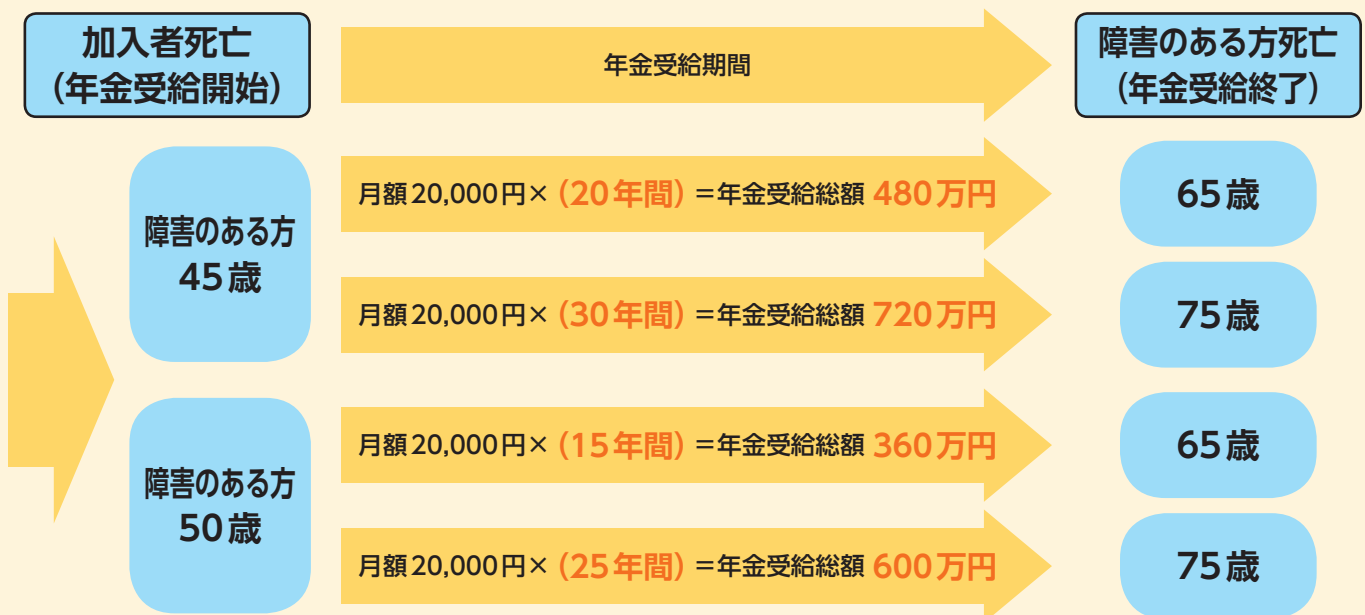 加入者死亡
(年金受給開始)
年金受給期間
障害のある方死亡
(年金受給終了)
障害のある方
45歳
月額20,000円×(20年間)=年金受給総額 480万円
65歳
月額20,000円×(30年間)=年金受給総額 720万円
75歳
障害のある方
50歳
月額20,000円×(15年間)=年金受給総額 360万円
65歳
月額20,000円×(25年間)=年金受給総額 600万円
75歳